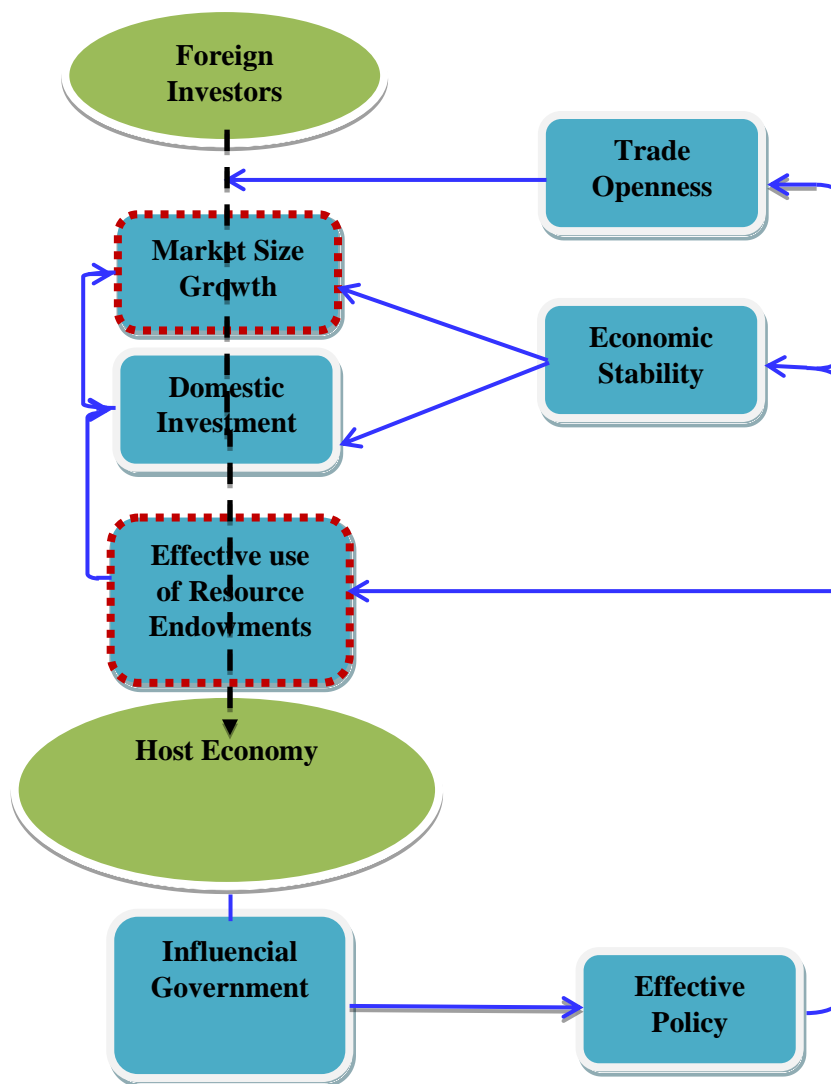 Foreign
Investors
Trade
Openness
Market Size
Growth
Economic
Stability
Domestic
Investment
Effective use
of Resource
Endowments
Host Economy
Influencial
Government
Effective
Policy